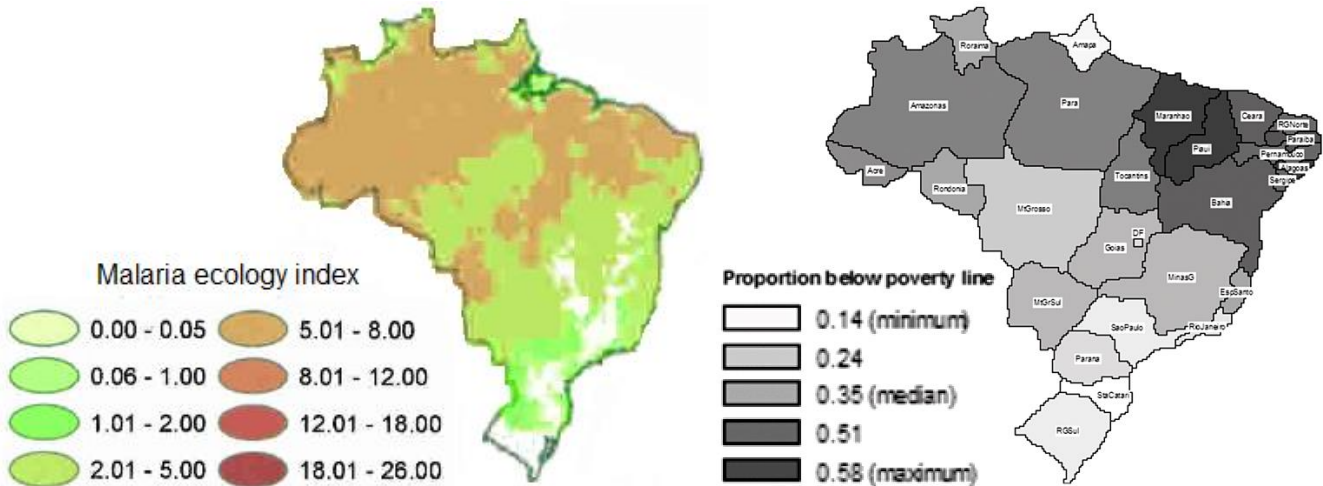 Malaria ecology index
0.00 - 0.05
5.01 - 8.00
0.06 - 1.00
8.01 - 12.00
1.01 - 2.00
12.01 - 18.00
2.01 - 5.00
18.01 - 26.00
Rorama
Amapa
Amazonas
Para
Maranhao
Ceara
RGNorte
Paraiba
Piaui
Pernambuco
Alagoas
Sergipe
Acre
Rondonia
Tocantins
Bahia
MtGrosso
DF
Goias
MinasG
EspSanto
MtGrSul
SaoPaulo
RioJaneiro
Parana
StaCatari
RGSul
Proportion below poverty line
0.14 (minimum)
0.24
0.35 (median)
0.51
0.58 (maximum)